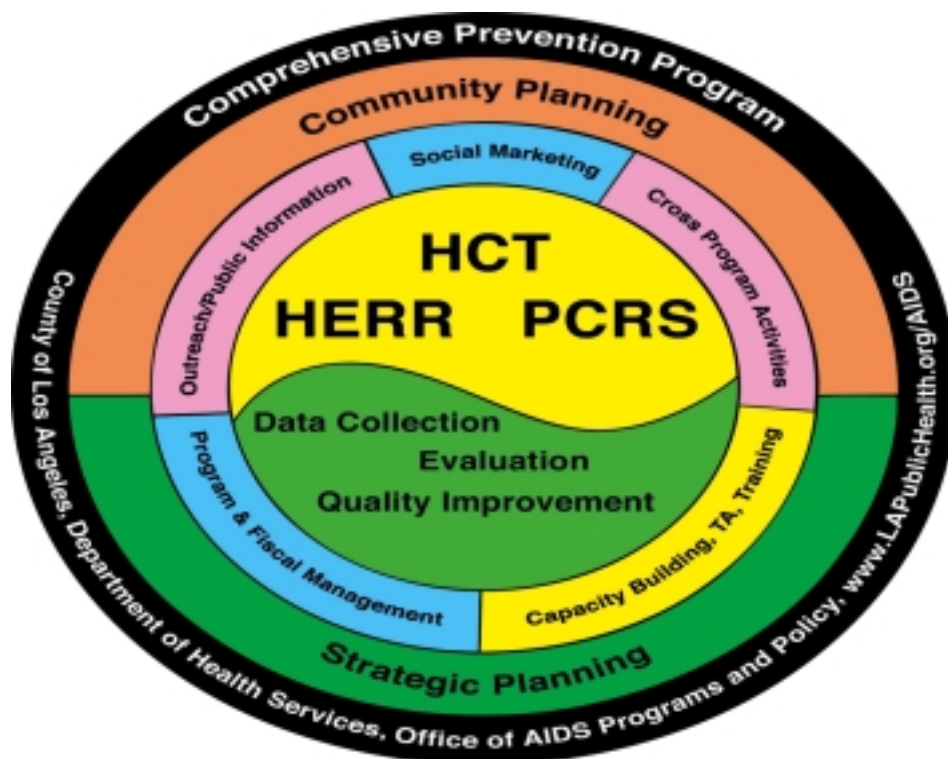 Comprehensive Prevention Program
Community Planning
Social Marketing
Outreach/Public Information
Cross Program Activities
HCT
HERR PCRS
Data Collection
Evaluation
Quality Improvement
Program & Fiscal Management
Capacity Building, TA, Training
Strategic Planning
County of Los Angeles, Department of Health Services, Office of AIDS Programs and Policy, www.LAPublicHealth.org/AIDS